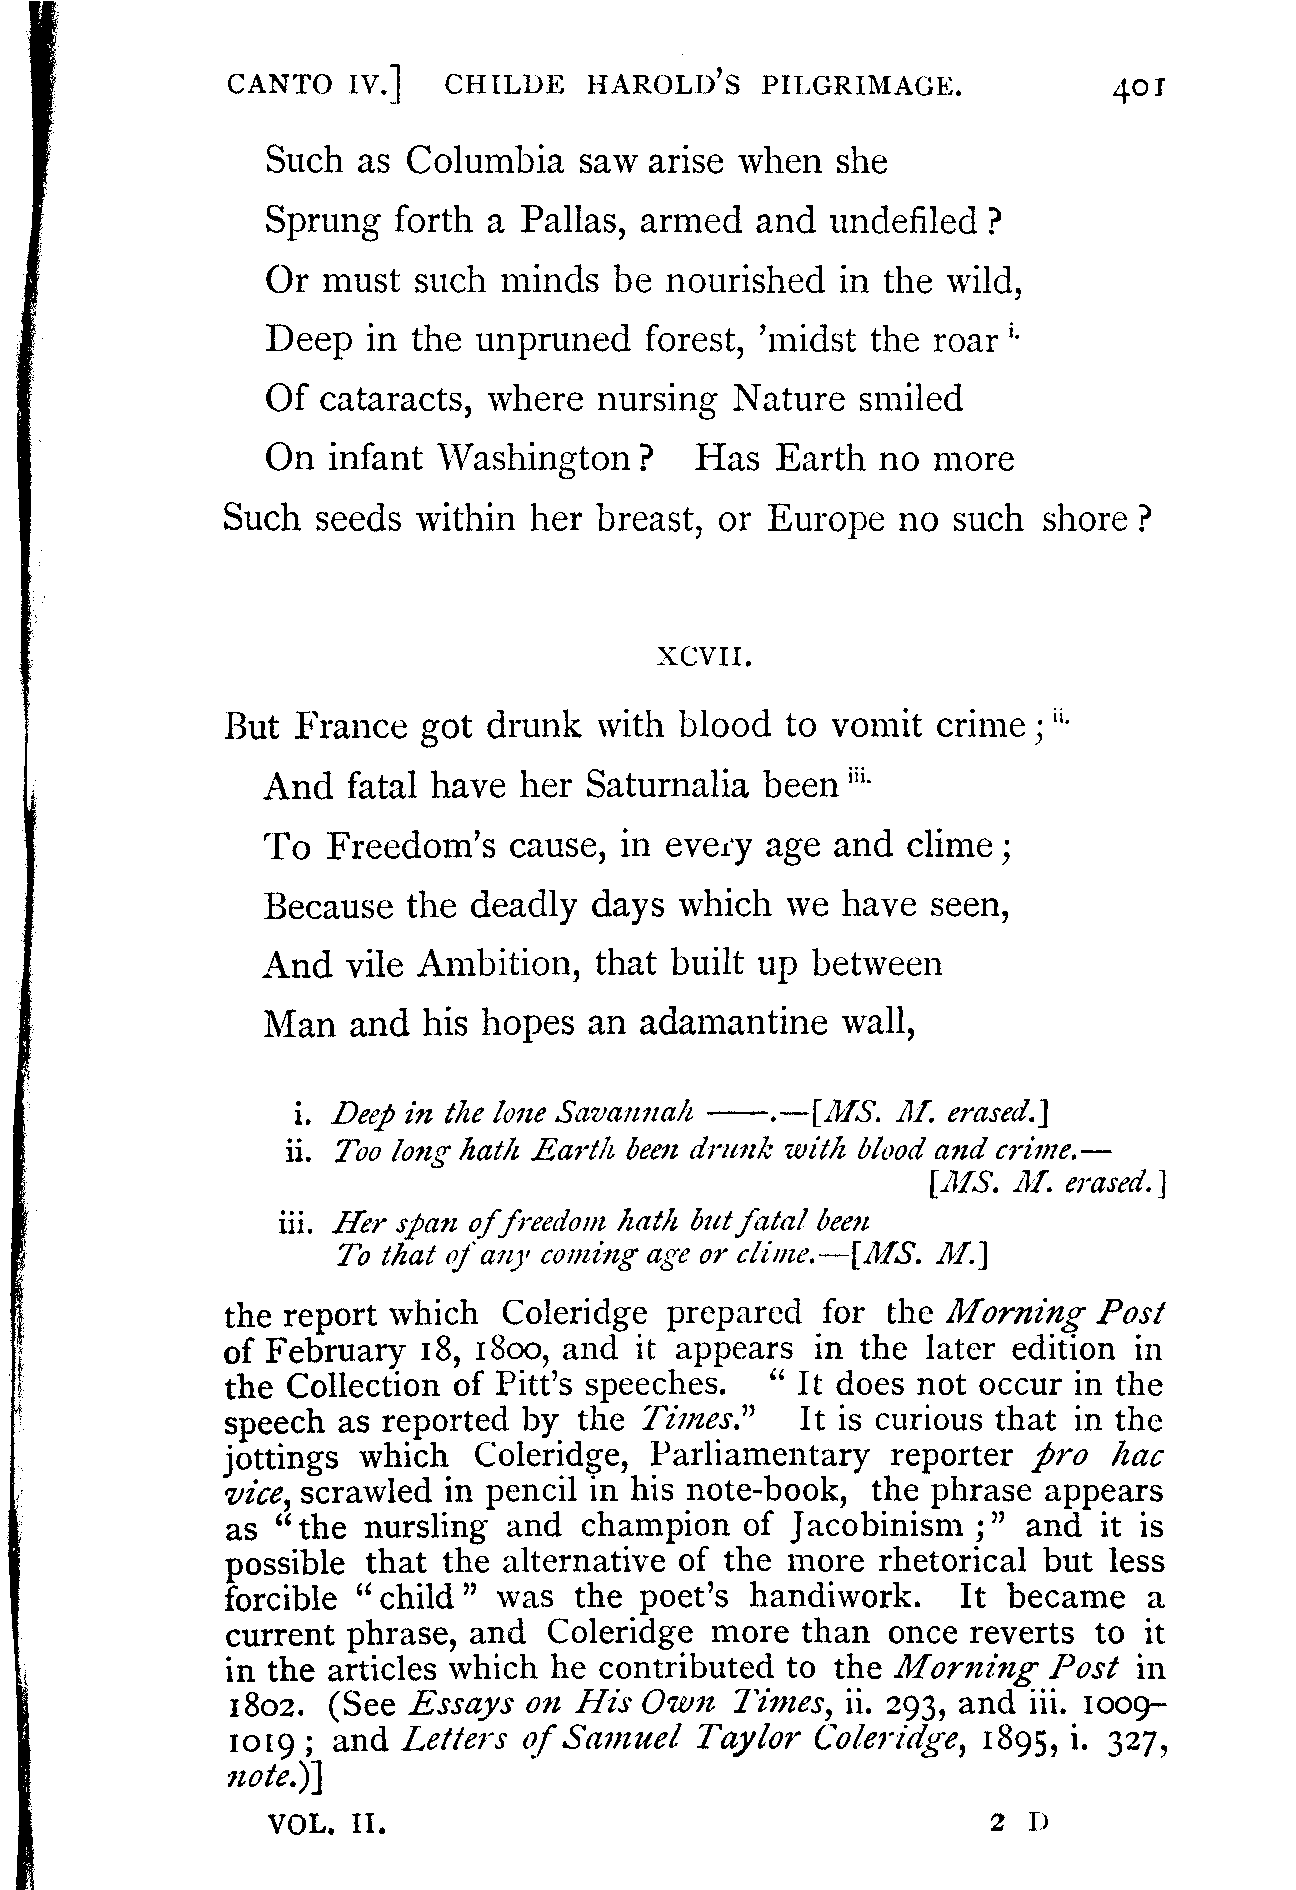 CANTO IV.] CHILDE HAROLD'S PILGRIMAGE. 401
Such as Columbia saw arise when she
Sprung forth a Pallas, armed and undefiled?
Or must such minds be nourished in the wild,
Deep in the unpruned forest, 'midst the roar i.
Of cataracts, where nursing Nature smiled
On infant Washington? Has Earth no more
Such seeds within her breast, or Europe no such shore?
XCVII.
But France got drunk with blood to vomit crime; ii.
And fatal have her Saturnalia been iii.
To Freedom's cause, in every age and clime;
Because the deadly days which we have seen,
And vile Ambition, that built up between
Man and his hopes an adamantine wall,
i. Deep in the lone Savannah ——.—[MS. M. erased.]
ii. Too long hath Earth been drunk with blood and crime.—
[MS. M. erased.]
iii. Her span of freedom hath but fatal been
To that of any coming age or clime.—[MS. M.]
the report which Coleridge prepared for the Morning Post
of February 18, 1800, and it appears in the later edition in
the Collection of Pitt's speeches. "It does not occur in the
speech as reported by the Times." It is curious that in the
jottings which Coleridge, Parliamentary reporter pro hac
vice, scrawled in pencil in his note-book, the phrase appears
as "the nursling and champion of Jacobinism;" and it is
possible that the alternative of the more rhetorical but less
forcible "child" was the poet's handiwork. It became a
current phrase, and Coleridge more than once reverts to it
in the articles which he contributed to the Morning Post in
1802. (See Essays on His Own Times, ii. 293, and iii. 1009–
1019; and Letters of Samuel Taylor Coleridge, 1895, i. 327,
note.)]
VOL. II. 2 D